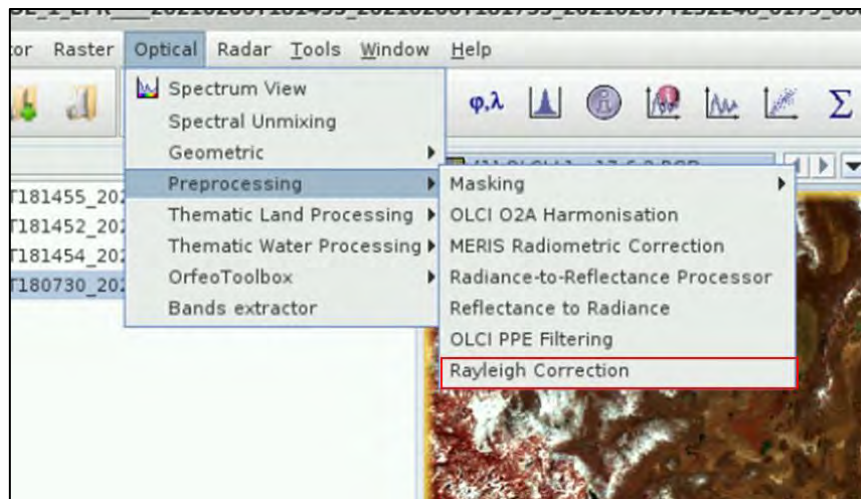 tor Raster Optical Radar Tools Window Help
φ,λ Σ
Spectrum View
Spectral Unmixing
Geometric
Preprocessing
Thematic Land Processing
Thematic Water Processing
OrfeoToolbox
Bands extractor
Masking
OLCI O2A Harmonisation
MERIS Radiometric Correction
Radiance-to-Reflectance Processor
Reflectance to Radiance
OLCI PPE Filtering
Rayleigh Correction
T181455_202
T181452_202
T181454_202
T180730_202